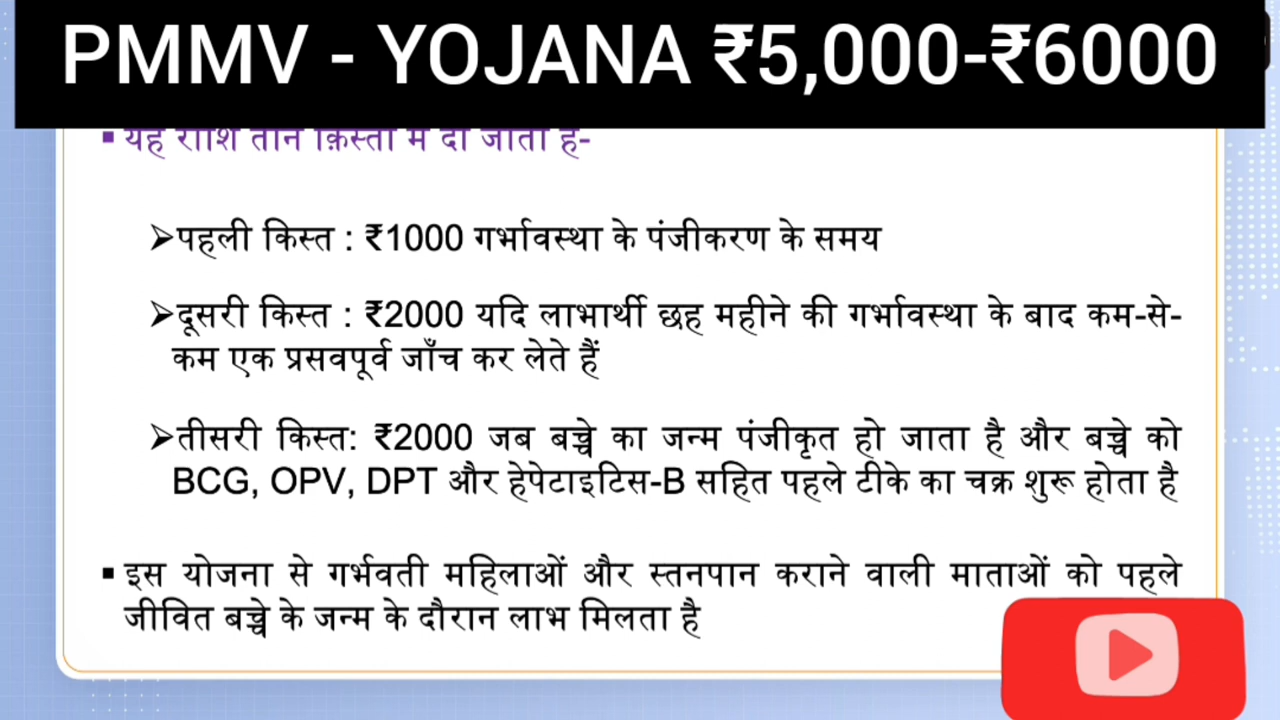 PMMV - YOJANA ₹5,000-₹6000
▪ यह राशि तीन क़िस्तों में दी जाती है-
➢पहली किस्त : ₹1000 गर्भावस्था के पंजीकरण के समय
➢दूसरी किस्त : ₹2000 यदि लाभार्थी छह महीने की गर्भावस्था के बाद कम-से-
कम एक प्रसवपूर्व जाँच कर लेते हैं
➢तीसरी किस्त: ₹2000 जब बच्चे का जन्म पंजीकृत हो जाता है और बच्चे को
BCG, OPV, DPT और हेपेटाइटिस-B सहित पहले टीके का चक्र शुरू होता है
▪ इस योजना से गर्भवती महिलाओं और स्तनपान कराने वाली माताओं को पहले
जीवित बच्चे के जन्म के दौरान लाभ मिलता है